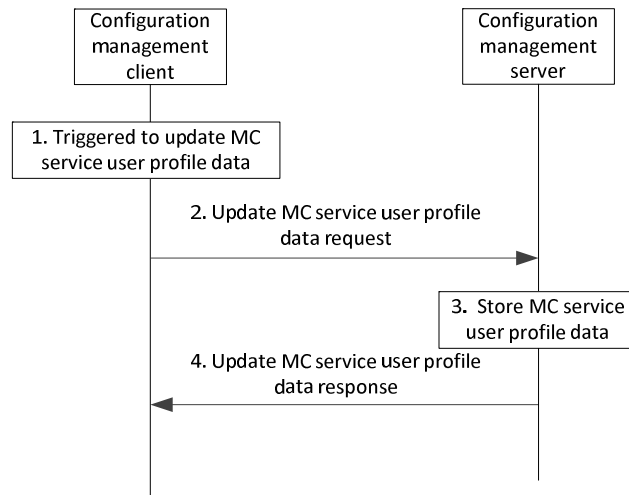 Configuration
management
client
Configuration
management
server
1. Triggered to update MC
service user profile data
2. Update MC service user profile
data request
3. Store MC service
user profile data
4. Update MC service user profile
data response